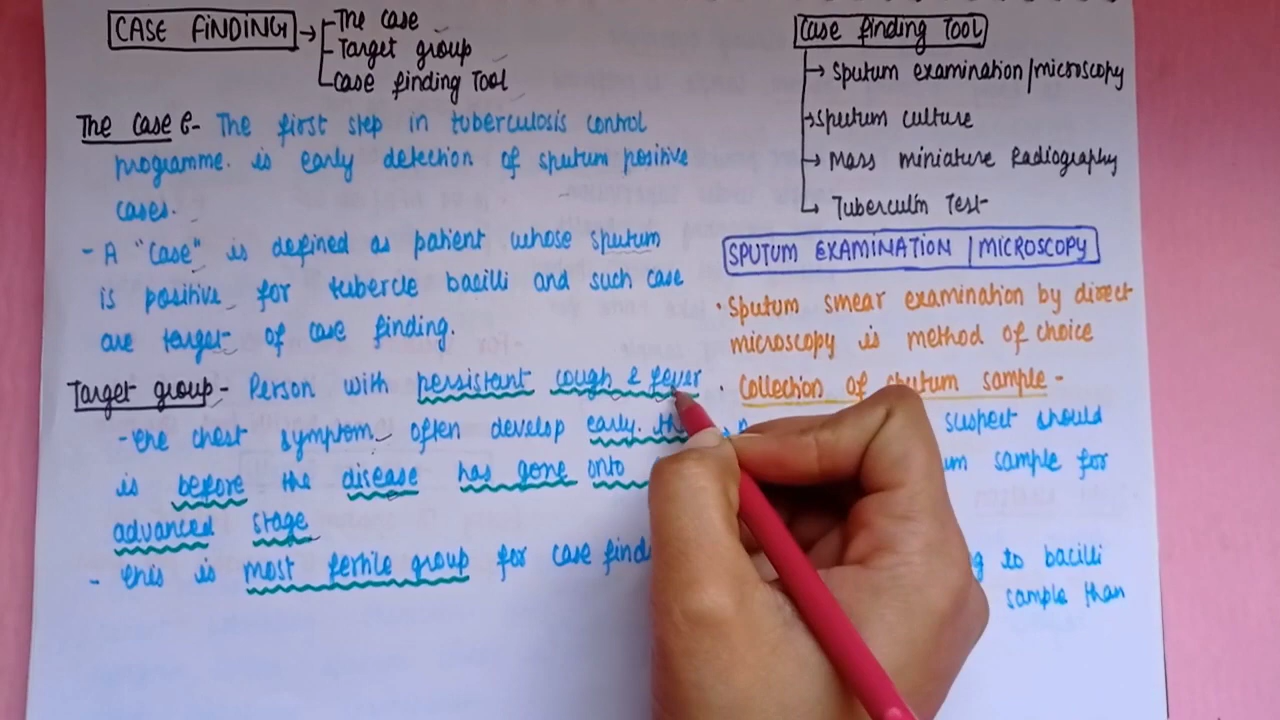 CASE FINDING → The case
Target group
Case finding Tool
The Case :- The first step in tuberculosis control
programme. is early detection of sputum positive
cases.
- A "Case" is defined as patient whose sputum
is positive for tubercle bacilli and such case
are target of case finding.
Target group - Person with persistant cough & fever
- The chest symptom often develop early. 
is before the disease has gone onto
advanced stage
- This is most fertile group for case
Case finding Tool
→ Sputum examination/microscopy
→ Sputum culture
→ Mass miniature Radiography
→ Tuberculin Test
SPUTUM EXAMINATION | MICROSCOPY
• Sputum smear examination by direct
microscopy is method of choice
• Collection of sputum sample -
suspect should
sample for
to bacilli
sample than